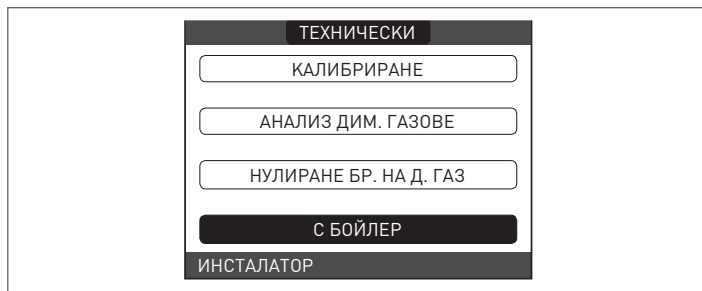 ТЕХНИЧЕСКИ
КАЛИБРИРАНЕ
АНАЛИЗ ДИМ. ГАЗОВЕ
НУЛИРАНЕ БР. НА Д. ГАЗ
С БОЙЛЕР
ИНСТАЛАТОР